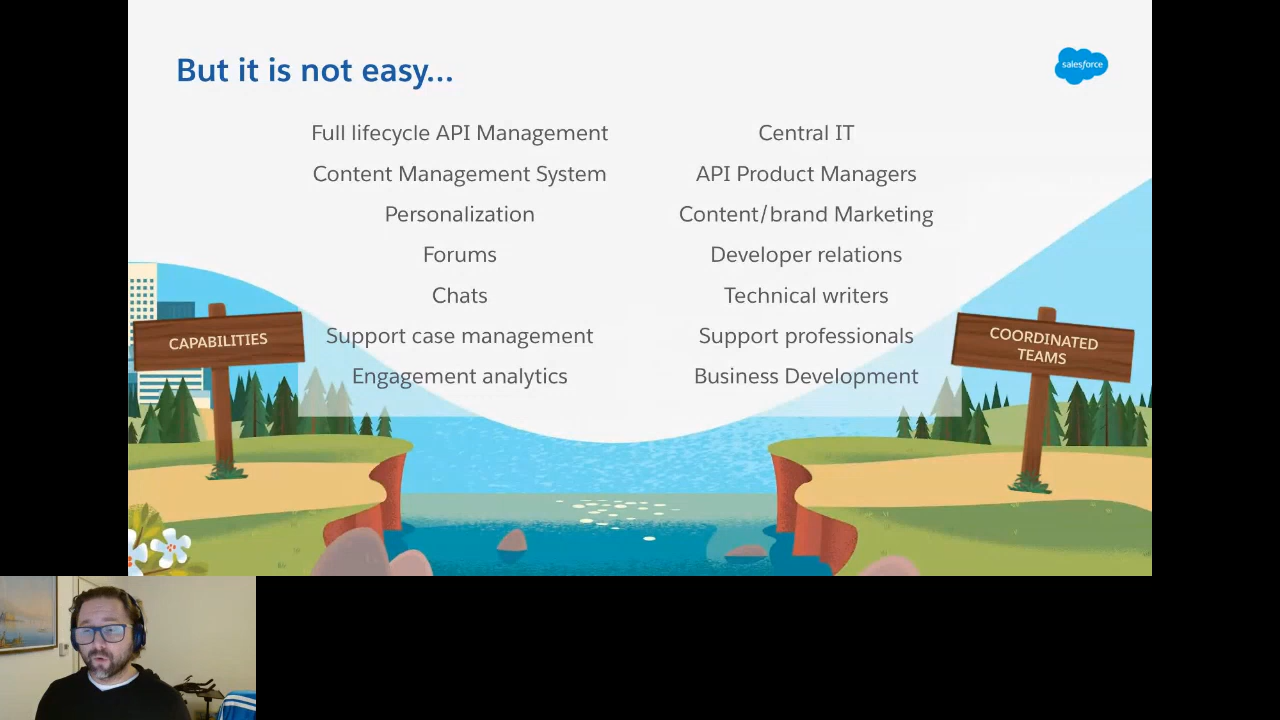 But it is not easy...
salesforce
Full lifecycle API Management
Content Management System
Personalization
Forums
Chats
Support case management
Engagement analytics
Central IT
API Product Managers
Content/brand Marketing
Developer relations
Technical writers
Support professionals
Business Development
CAPABILITIES
COORDINATED
TEAMS